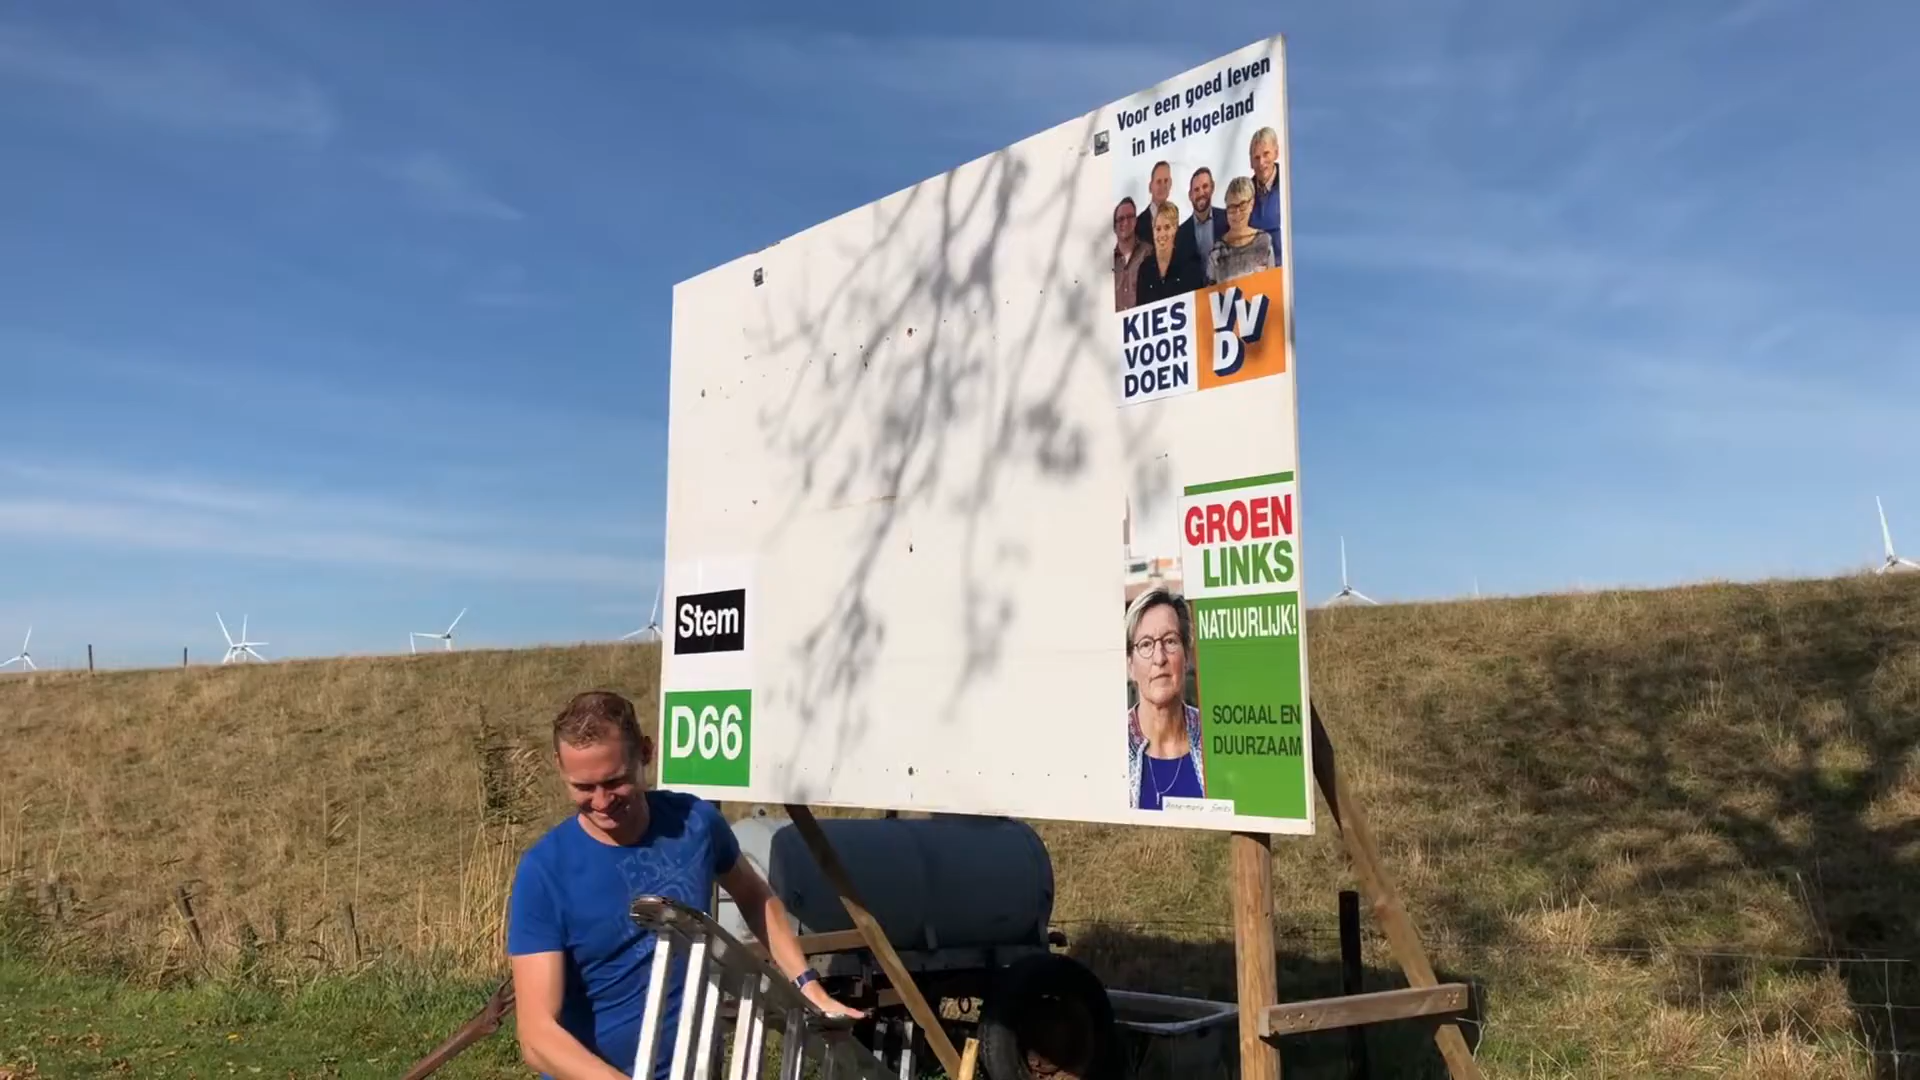 Voor een goed leven
in Het Hogeland
KIES
VOOR
DOEN
VVD
GROEN
LINKS
NATUURLIJK!
SOCIAAL EN
DUURZAAM
Stem
D66